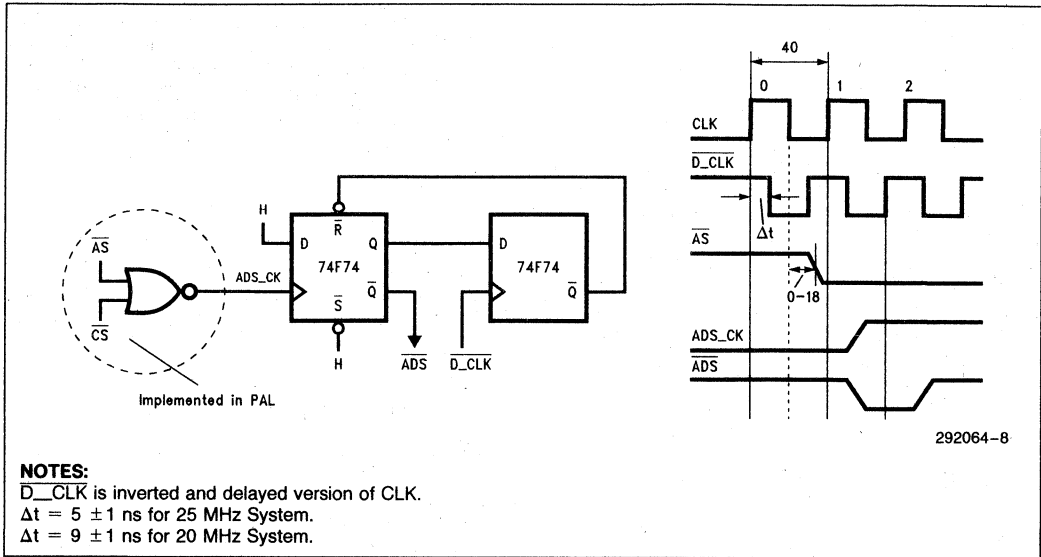 40
0 1 2
CLK
D_CLK
Δt
AS
0-18
ADS_CK
ADS
H
D R Q
74F74
Q
S
H
ADS
D
74F74
Q
D_CLK
AS
CS
ADS_CK
Implemented in PAL
292064-8
NOTES:
D__CLK is inverted and delayed version of CLK.
Δt = 5 ±1 ns for 25 MHz System.
Δt = 9 ±1 ns for 20 MHz System.